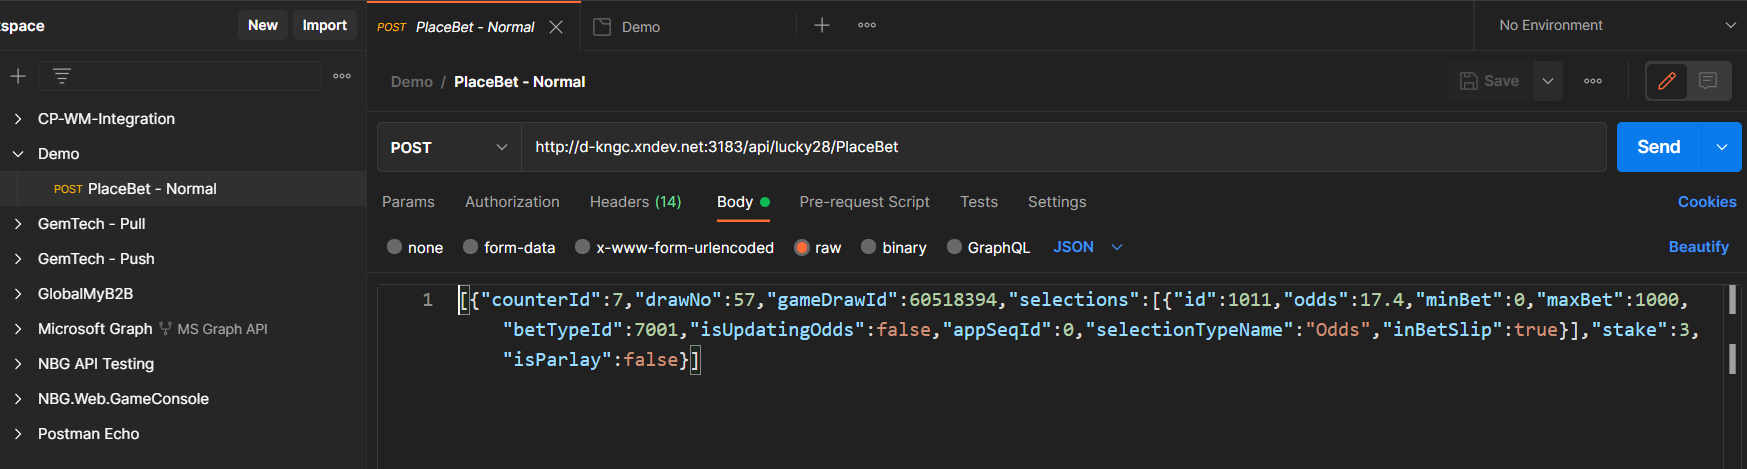 space
New
Import
POST PlaceBet - Normal
Demo
No Environment
Demo / PlaceBet - Normal
Save
CP-WM-Integration
Demo
POST PlaceBet - Normal
GemTech - Pull
GemTech - Push
GlobalMyB2B
Microsoft Graph MS Graph API
NBG API Testing
NBG.Web.GameConsole
Postman Echo
POST
http://d-kngc.xndev.net:3183/api/lucky28/PlaceBet
Send
Params
Authorization
Headers (14)
Body
Pre-request Script
Tests
Settings
Cookies
none
form-data
x-www-form-urlencoded
raw
binary
GraphQL
JSON
Beautify
1 [{"counterId":7,"drawNo":57,"gameDrawId":60518394,"selections":[{"id":1011,"odds":17.4,"minBet":0,"maxBet":1000,
"betTypeId":7001,"isUpdatingOdds":false,"appSeqId":0,"selectionTypeName":"Odds","inBetSlip":true}],"stake":3,
"isParlay":false}]